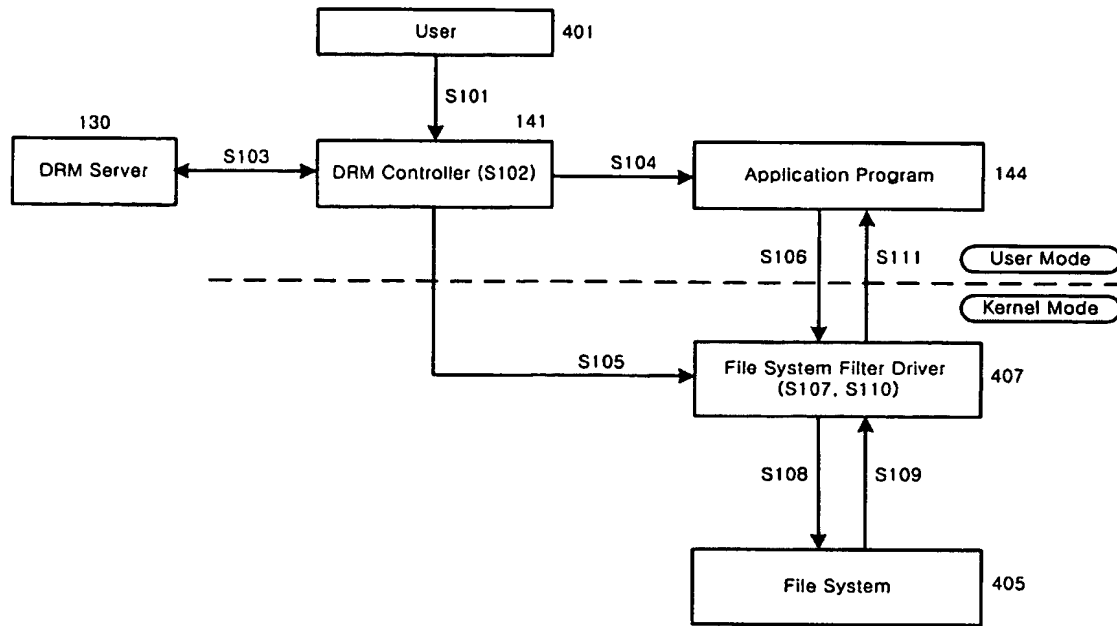 User
401
S101
130
141
DRM Server
S103
DRM Controller (S102)
S104
Application Program
144
S106
S111
User Mode
Kernel Mode
S105
File System Filter Driver
(S107, S110)
407
S108
S109
File System
405